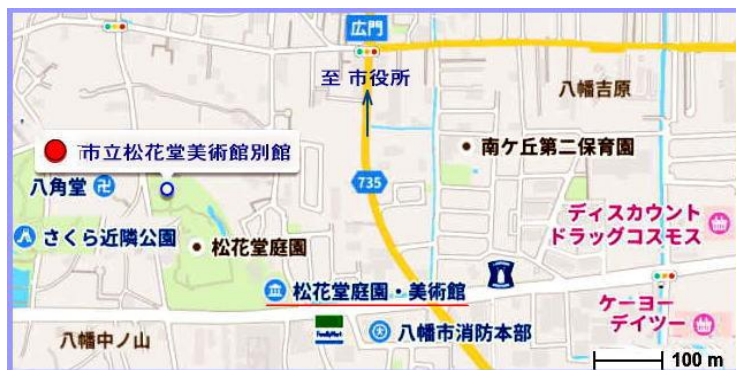 広門
至 市役所
八幡吉原
市立松花堂美術館別館
南ケ丘第二保育園
735
八角堂
ディスカウント
ドラッグコスモス
さくら近隣公園
松花堂庭園
松花堂庭園・美術館
ケーヨー
デイツー
FamilyMart
八幡市消防本部
八幡中ノ山
100 m